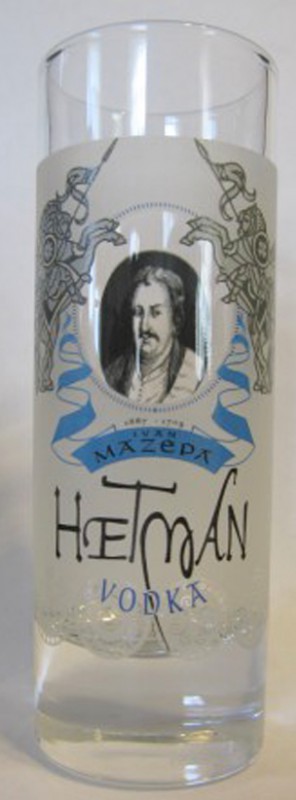 1687 - 1709
IVAN
MAZEPA
HETMAN
VODKA